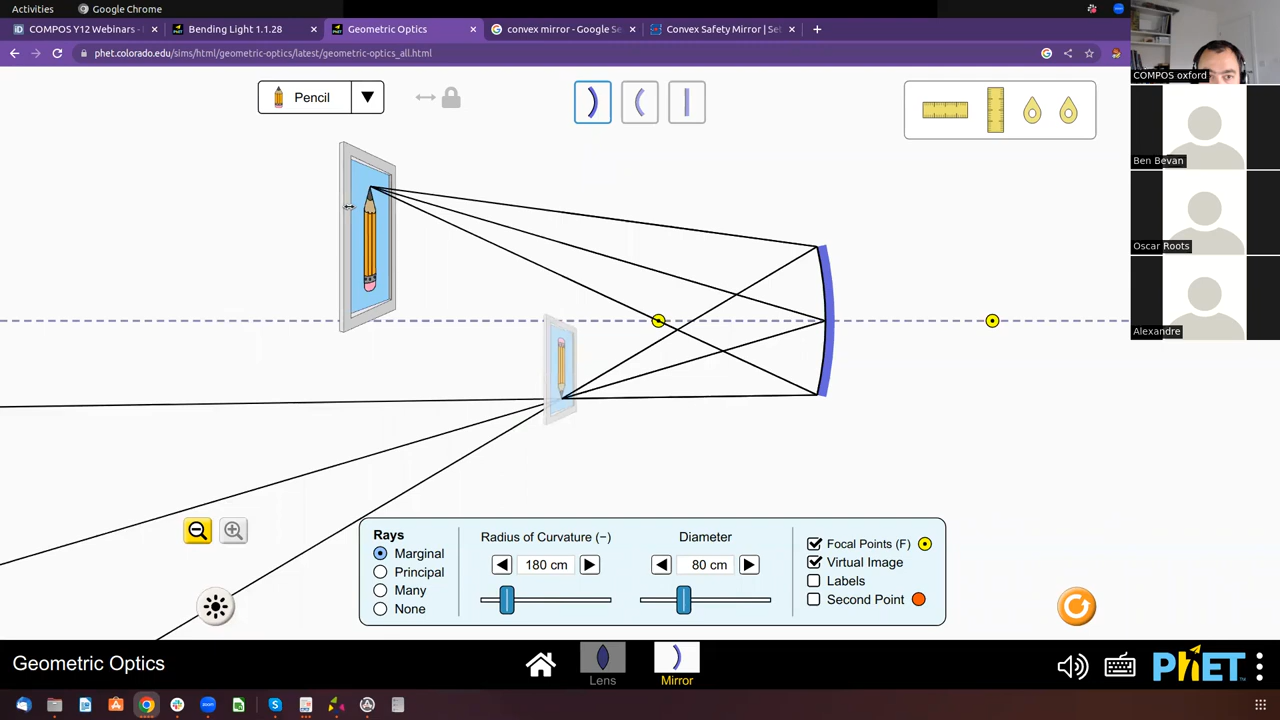 Activities
Google Chrome
COMPOS Y12 Webinars -
Bending Light 1.1.28
Geometric Optics
convex mirror - Google Se
Convex Safety Mirror | Se
phet.colorado.edu/sims/html/geometric-optics/latest/geometric-optics_all.html
COMPOS oxford
Pencil
Ben Bevan
Oscar Roots
Alexandre
Rays
Marginal
Principal
Many
None
Radius of Curvature (−)
180 cm
Diameter
80 cm
Focal Points (F)
Virtual Image
Labels
Second Point
Geometric Optics
Lens
Mirror
PhET